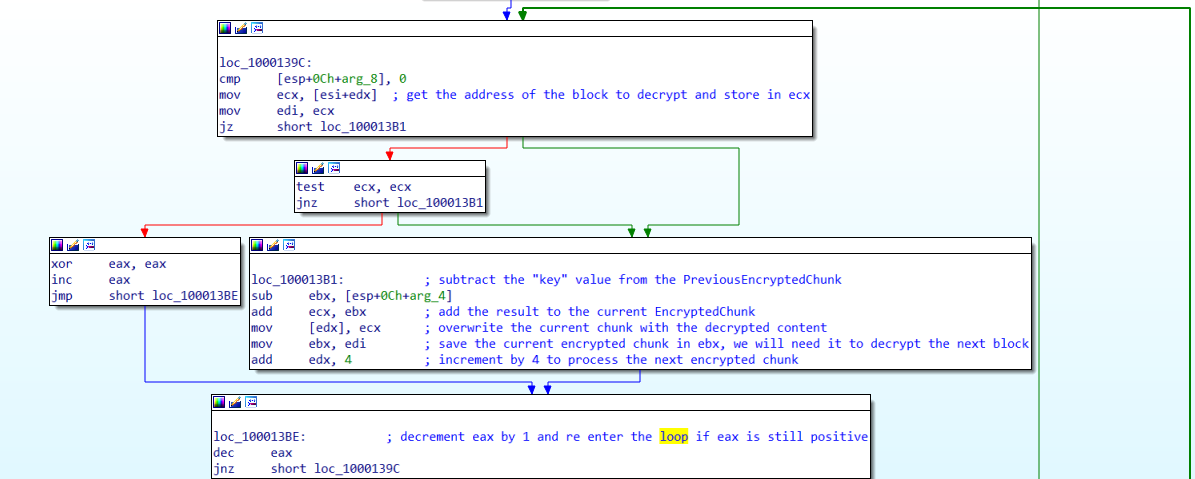 loc_1000139C:
cmp [esp+0Ch+arg_8], 0
mov ecx, [esi+edx] ; get the address of the block to decrypt and store in ecx
mov edi, ecx
jz short loc_100013B1
test ecx, ecx
jnz short loc_100013B1
xor eax, eax
inc eax
jmp short loc_100013BE
loc_100013B1: ; subtract the "key" value from the PreviousEncryptedChunk
sub ebx, [esp+0Ch+arg_4]
add ecx, ebx ; add the result to the current EncryptedChunk
mov [edx], ecx ; overwrite the current chunk with the decrypted content
mov ebx, edi ; save the current encrypted chunk in ebx, we will need it to decrypt the next block
add edx, 4 ; increment by 4 to process the next encrypted chunk
loc_100013BE: ; decrement eax by 1 and re enter the loop if eax is still positive
dec eax
jnz short loc_1000139C